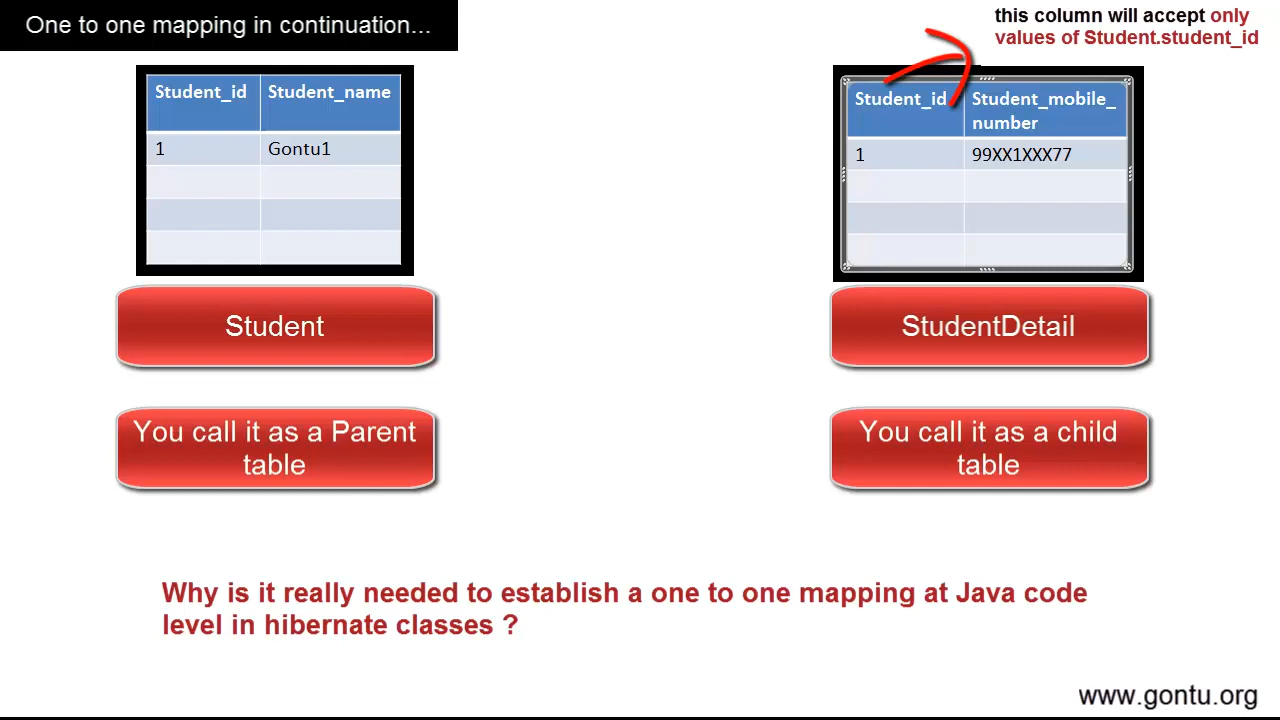 One to one mapping in continuation...
this column will accept only
values of Student.student_id
Student_id Student_name
1 Gontu1
Student_id Student_mobile_
number
1 99XX1XXX77
Student
StudentDetail
You call it as a Parent
table
You call it as a child
table
Why is it really needed to establish a one to one mapping at Java code
level in hibernate classes ?
www.gontu.org